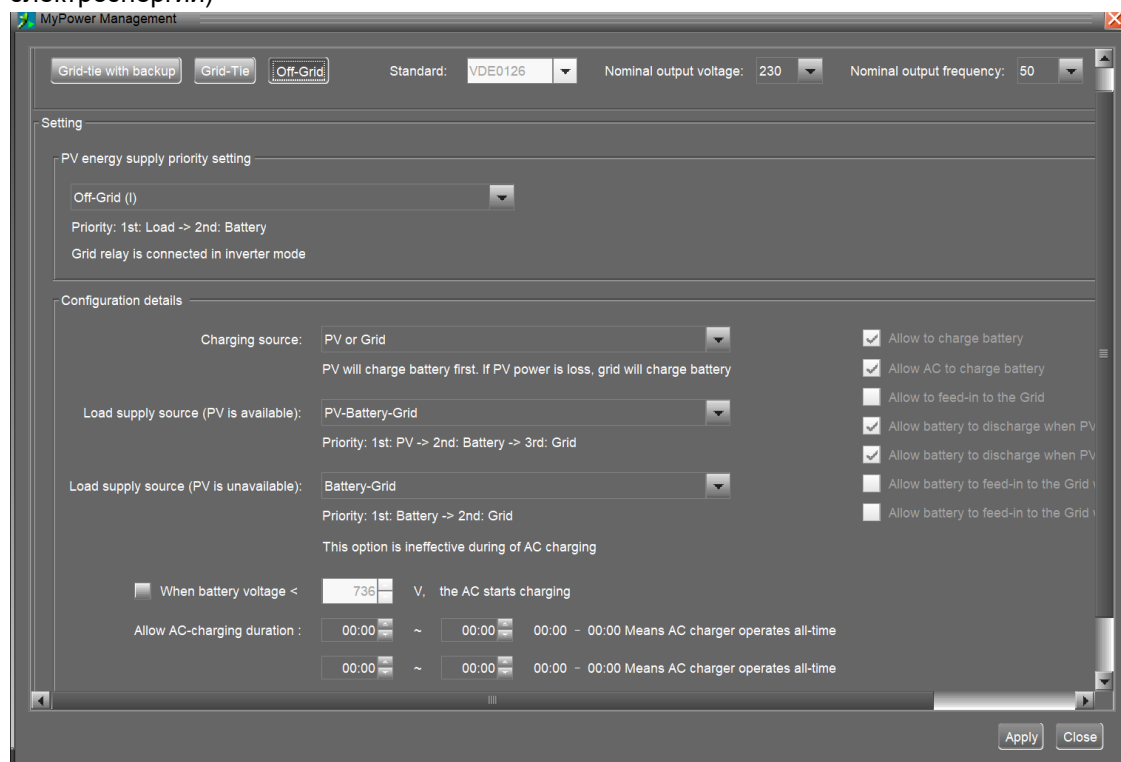 електроенергии)
MyPower Management
Grid-tie with backup Grid-Tie Off-Grid Standard: VDE0126 Nominal output voltage: 230 Nominal output frequency: 50
Setting
PV energy supply priority setting
Off-Grid (I)
Priority: 1st: Load -> 2nd: Battery
Grid relay is connected in inverter mode
Configuration details
Charging source: PV or Grid
PV will charge battery first. If PV power is loss, grid will charge battery
Load supply source (PV is available): PV-Battery-Grid
Priority: 1st: PV -> 2nd: Battery -> 3rd: Grid
Load supply source (PV is unavailable): Battery-Grid
Priority: 1st: Battery -> 2nd: Grid
This option is ineffective during of AC charging
When battery voltage < 736 V, the AC starts charging
Allow AC-charging duration : 00:00 ~ 00:00 00:00 - 00:00 Means AC charger operates all-time
00:00 ~ 00:00 00:00 - 00:00 Means AC charger operates all-time
Allow to charge battery
Allow AC to charge battery
Allow to feed-in to the Grid
Allow battery to discharge when PV
Allow battery to discharge when PV
Allow battery to feed-in to the Grid
Allow battery to feed-in to the Grid
Apply Close